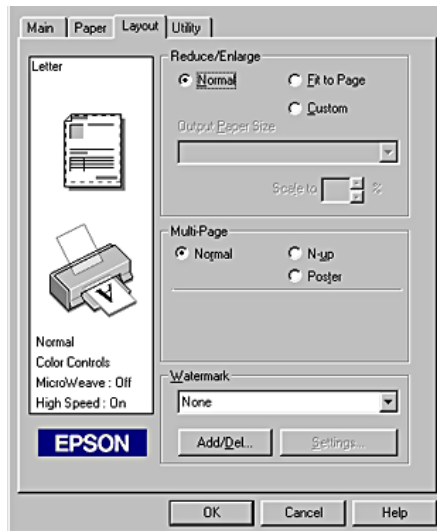 Main Paper Layout Utility
Letter
Reduce/Enlarge
Normal Fit to Page
Custom
Output Paper Size
Scale to %
Multi-Page
Normal N-up
Poster
A
Normal
Color Controls
MicroWeave : Off
High Speed : On
EPSON
Watermark
None
Add/Del... Settings...
OK Cancel Help